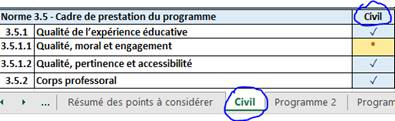 Norme 3.5 - Cadre de prestation du programme Civil
3.5.1 Qualité de l'expérience éducative ✓
3.5.1.1 Qualité, moral et engagement *
3.5.1.2 Qualité, pertinence et accessibilité ✓
3.5.2 Corps professoral ✓
... Résumé des points à considérer Civil Programme 2 Program